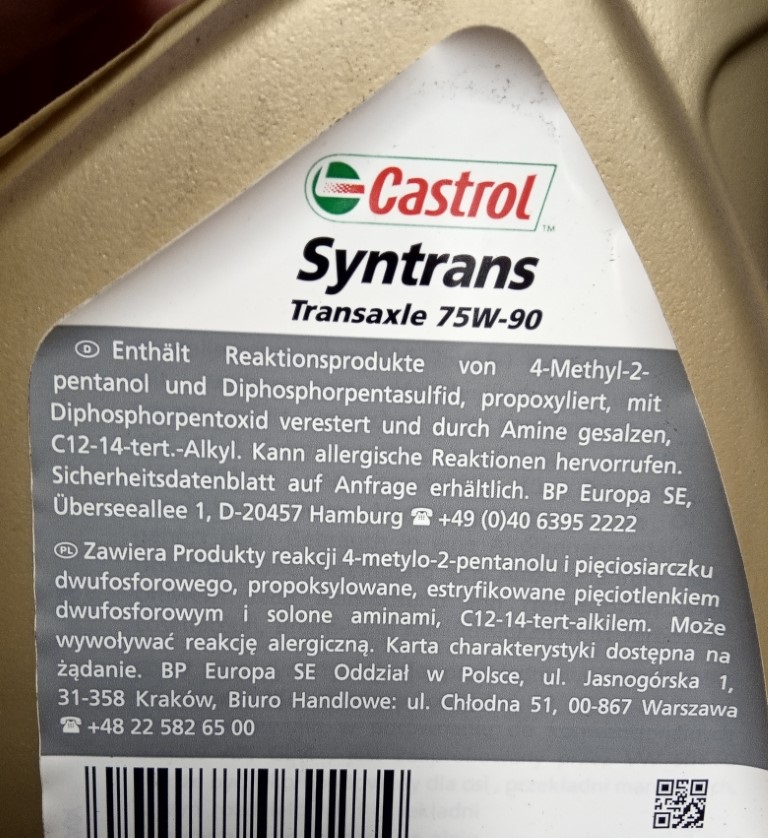 Castrol
TM
Syntrans
Transaxle 75W-90
D Enthält Reaktionsprodukte von 4-Methyl-2-
pentanol und Diphosphorpentasulfid, propoxyliert, mit
Diphosphorpentoxid verestert und durch Amine gesalzen,
C12-14-tert.-Alkyl. Kann allergische Reaktionen hervorrufen.
Sicherheitsdatenblatt auf Anfrage erhältlich. BP Europa SE,
Überseeallee 1, D-20457 Hamburg ☎ +49 (0)40 6395 2222
PL Zawiera Produkty reakcji 4-metylo-2-pentanolu i pięciosiarczku
dwufosforowego, propoksylowane, estryfikowane pięciotlenkiem
dwufosforowym i solone aminami, C12-14-tert-alkilem. Może
wywoływać reakcję alergiczną. Karta charakterystyki dostępna na
żądanie. BP Europa SE Oddział w Polsce, ul. Jasnogórska 1,
31-358 Kraków, Biuro Handlowe: ul. Chłodna 51, 00-867 Warszawa
☎ +48 22 582 65 00